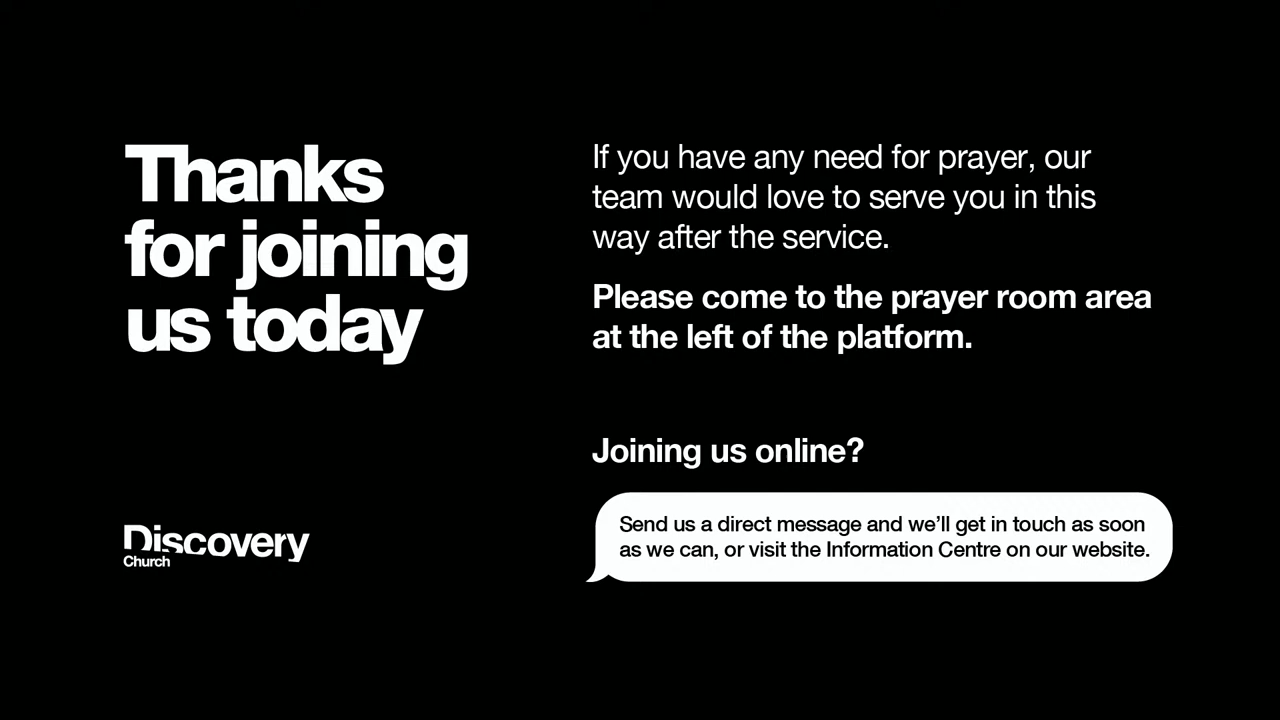 Thanks
for joining
us today
If you have any need for prayer, our
team would love to serve you in this
way after the service.
Please come to the prayer room area
at the left of the platform.
Joining us online?
Send us a direct message and we’ll get in touch as soon
as we can, or visit the Information Centre on our website.
Discovery
Church